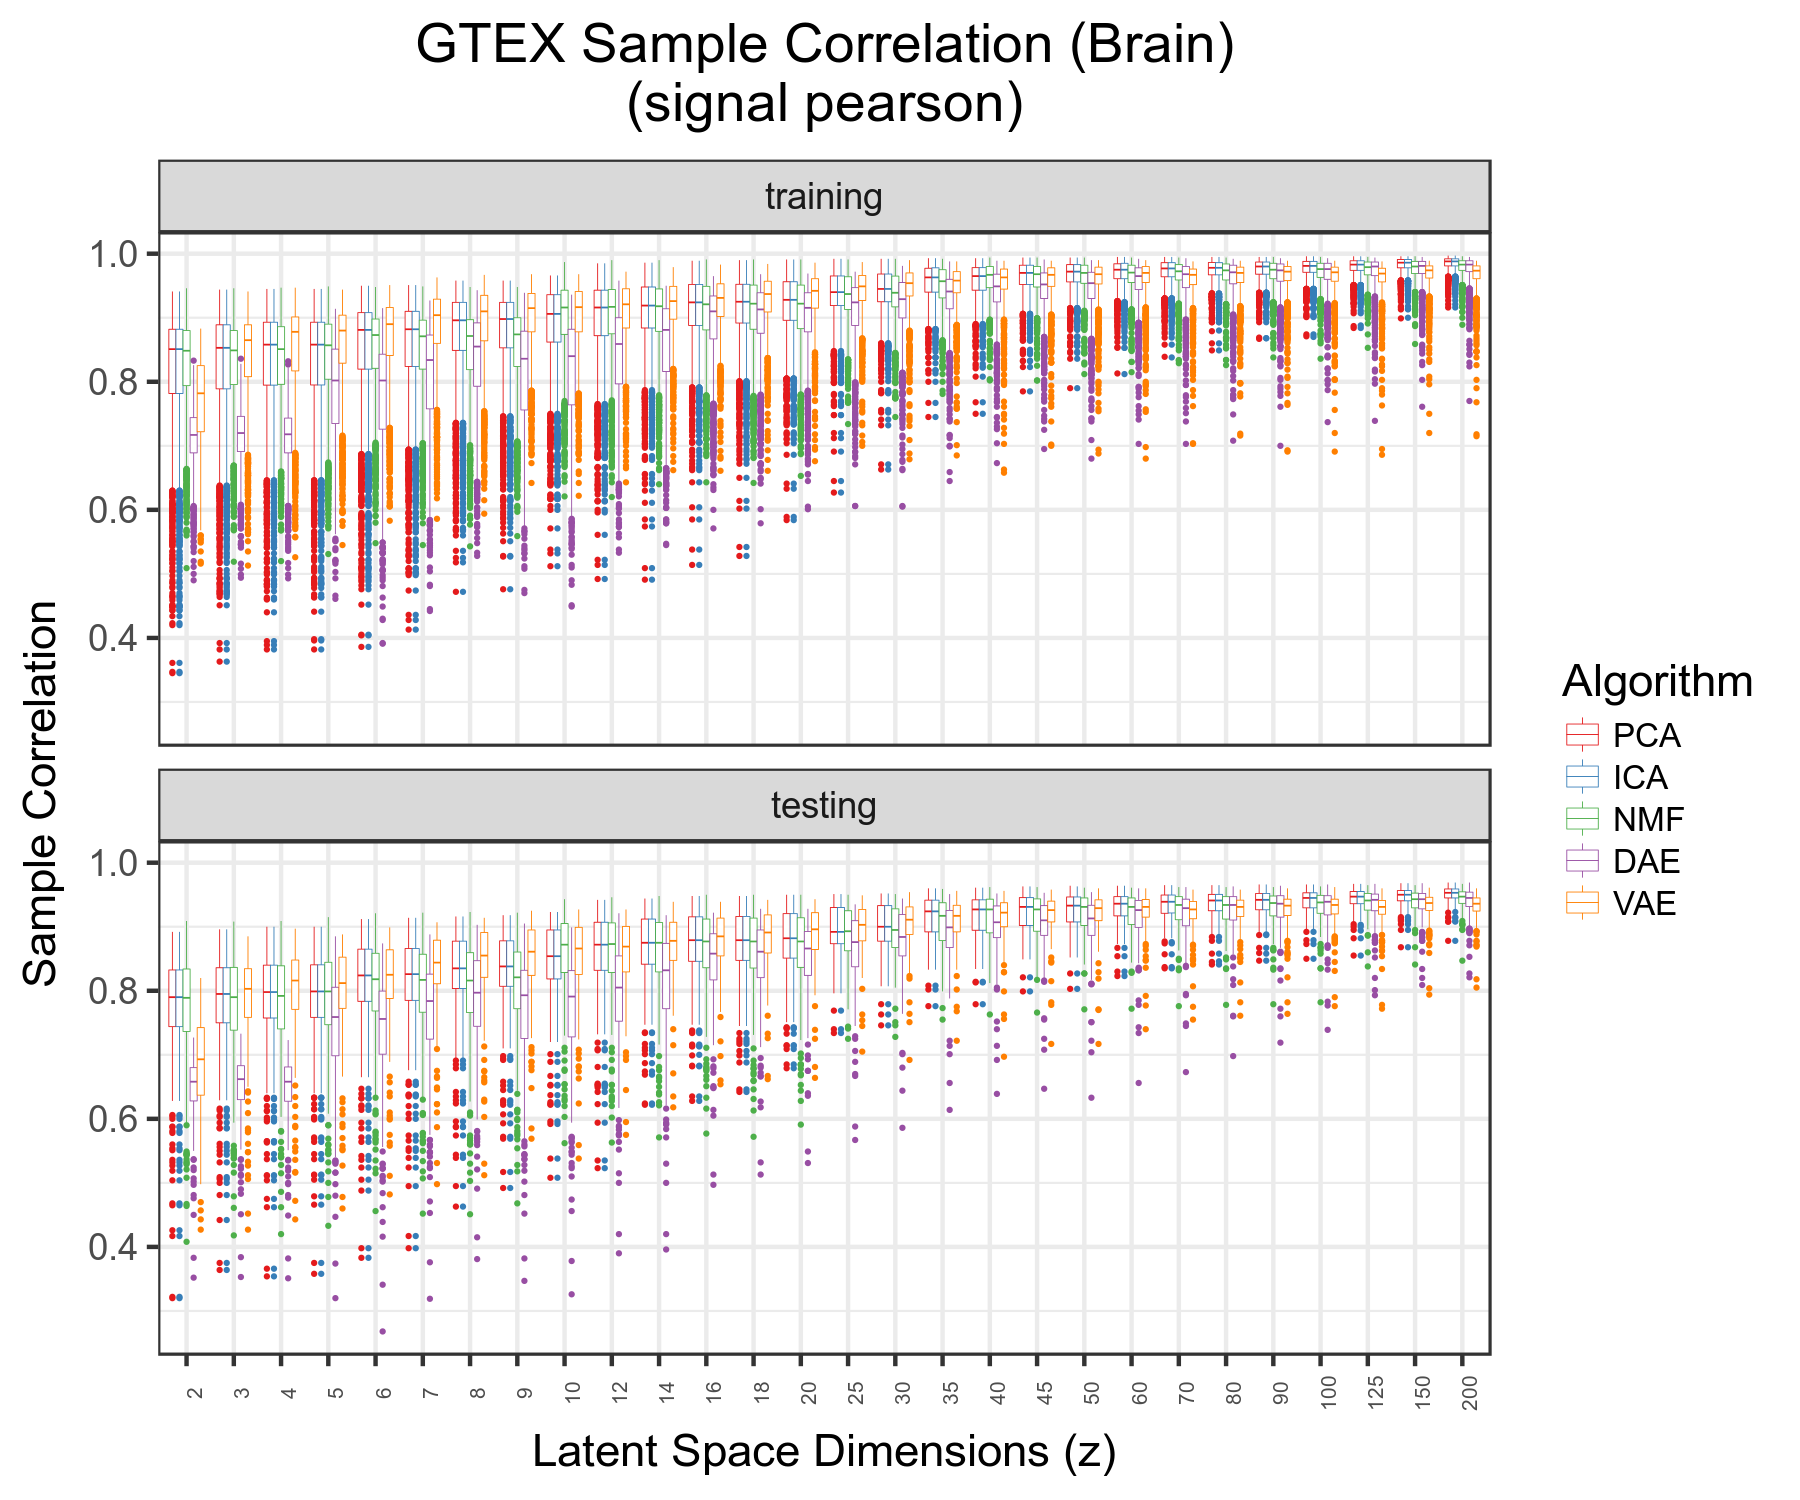 GTEX Sample Correlation (Brain)
(signal pearson)
training
1.0
0.8
0.6
0.4
testing
1.0
0.8
0.6
0.4
Sample Correlation
2 3 4 5 6 7 8 9 10 12 14 16 18 20 25 30 35 40 45 50 60 70 80 90 100 125 150 200
Latent Space Dimensions (z)
Algorithm
PCA
ICA
NMF
DAE
VAE